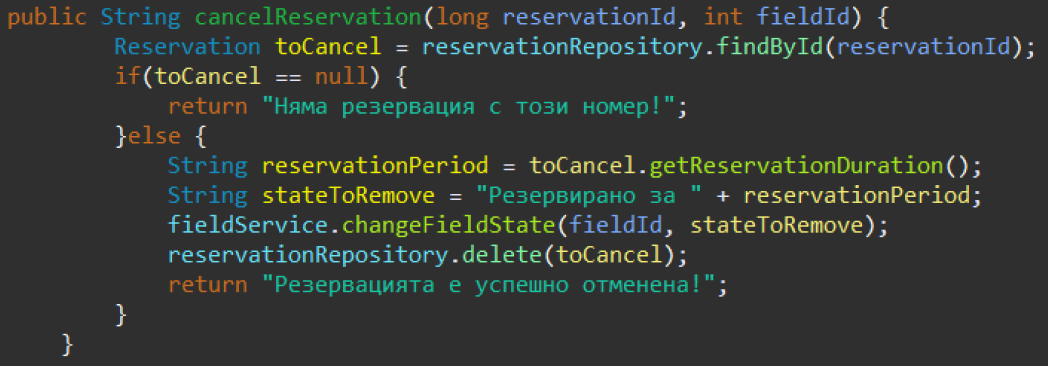 public String cancelReservation(long reservationId, int fieldId) {
Reservation toCancel = reservationRepository.findById(reservationId);
if(toCancel == null) {
return "Няма резервация с този номер!";
}else {
String reservationPeriod = toCancel.getReservationDuration();
String stateToRemove = "Резервирано за " + reservationPeriod;
fieldService.changeFieldState(fieldId, stateToRemove);
reservationRepository.delete(toCancel);
return "Резервацията е успешно отменена!";
}
}